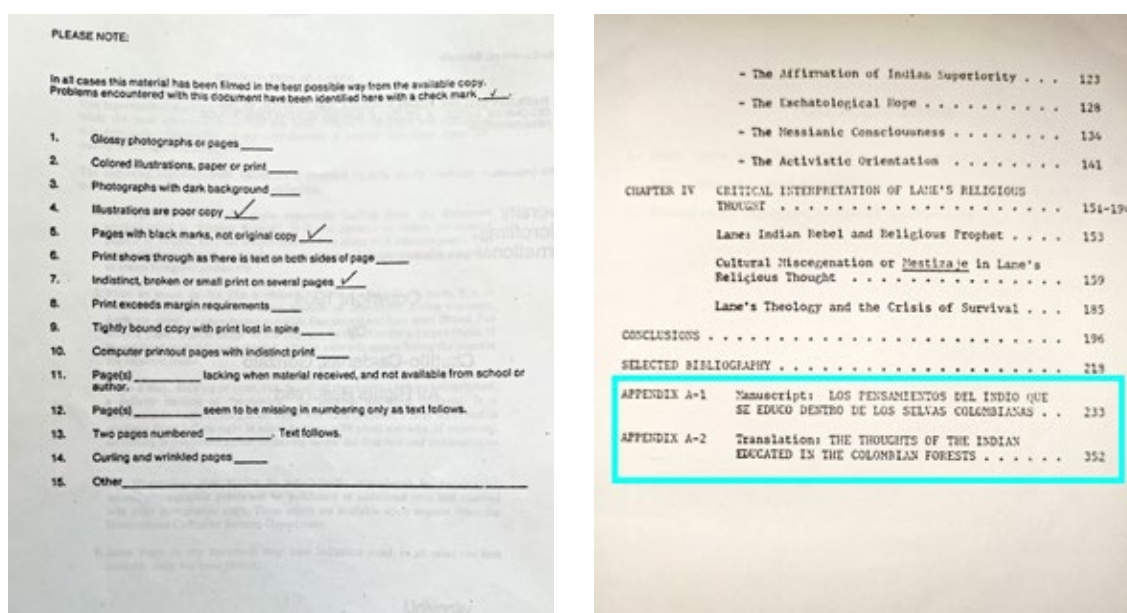 PLEASE NOTE:
In all cases this material has been filmed in the best possible way from the available copy.
Problems encountered with this document have been identified here with a check mark ✓.
1. Glossy photographs or pages
2. Colored illustrations, paper or print
3. Photographs with dark background
4. Illustrations are poor copy ✓
5. Pages with black marks, not original copy ✓
6. Print shows through as there is text on both sides of page
7. Indistinct, broken or small print on several pages ✓
8. Print exceeds margin requirements
9. Tightly bound copy with print lost in spine
10. Computer printout pages with indistinct print
11. Page(s) lacking when material received, and not available from school or
author.
12. Page(s) seem to be missing in numbering only as text follows.
13. Two pages numbered . Text follows.
14. Curling and wrinkled pages
15. Other
- The Affirmation of Indian Superiority . . . 123
- The Eschatological Hope . . . . . . . . . . 128
- The Messianic Consciousness . . . . . . . . 134
- The Activistic Orientation . . . . . . . . 141
CHAPTER IV CRITICAL INTERPRETATION OF LAME'S RELIGIOUS
THOUGHT . . . . . . . . . . . . . . . . . . . . .
Lame: Indian Rebel and Religious Prophet . . . . 153
Cultural Miscegenation or Mestizaje in Lame's
Religious Thought . . . . . . . . . . . . . . . 159
Lame's Theology and the Crisis of Survival . . . 185
CONCLUSIONS . . . . . . . . . . . . . . . . . . . . . . . . . . 196
SELECTED BIBLIOGRAPHY . . . . . . . . . . . . . . . . . . . . . 219
APPENDIX A-1 Manuscript: LOS PENSAMIENTOS DEL INDIO QUE
SE EDUCO DENTRO DE LOS SELVAS COLOMBIANAS . . 233
APPENDIX A-2 Translation: THE THOUGHTS OF THE INDIAN
EDUCATED IN THE COLOMBIAN FORESTS . . . . . . 352